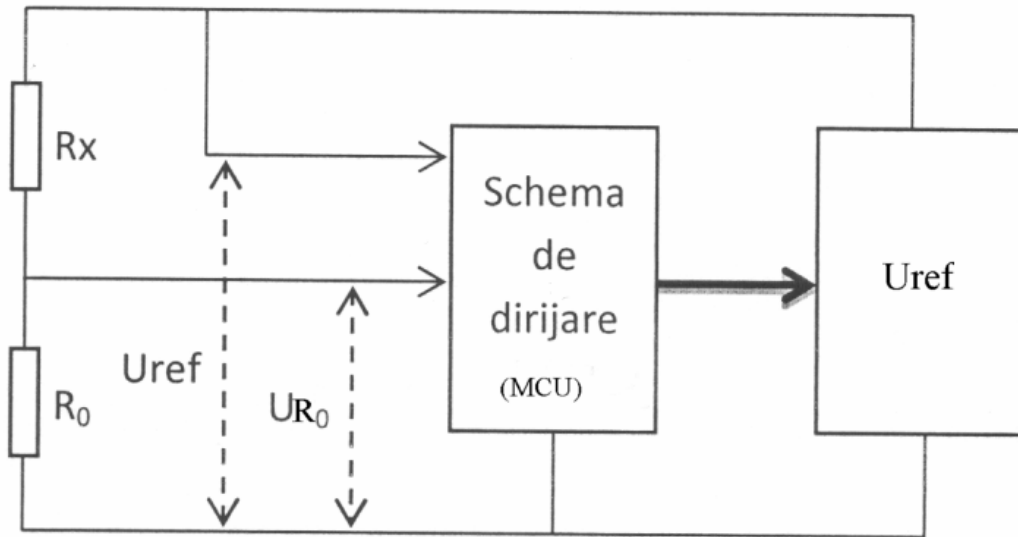 Rx
Schema
de
dirijare
(MCU)
Uref
Uref
R₀
UR₀